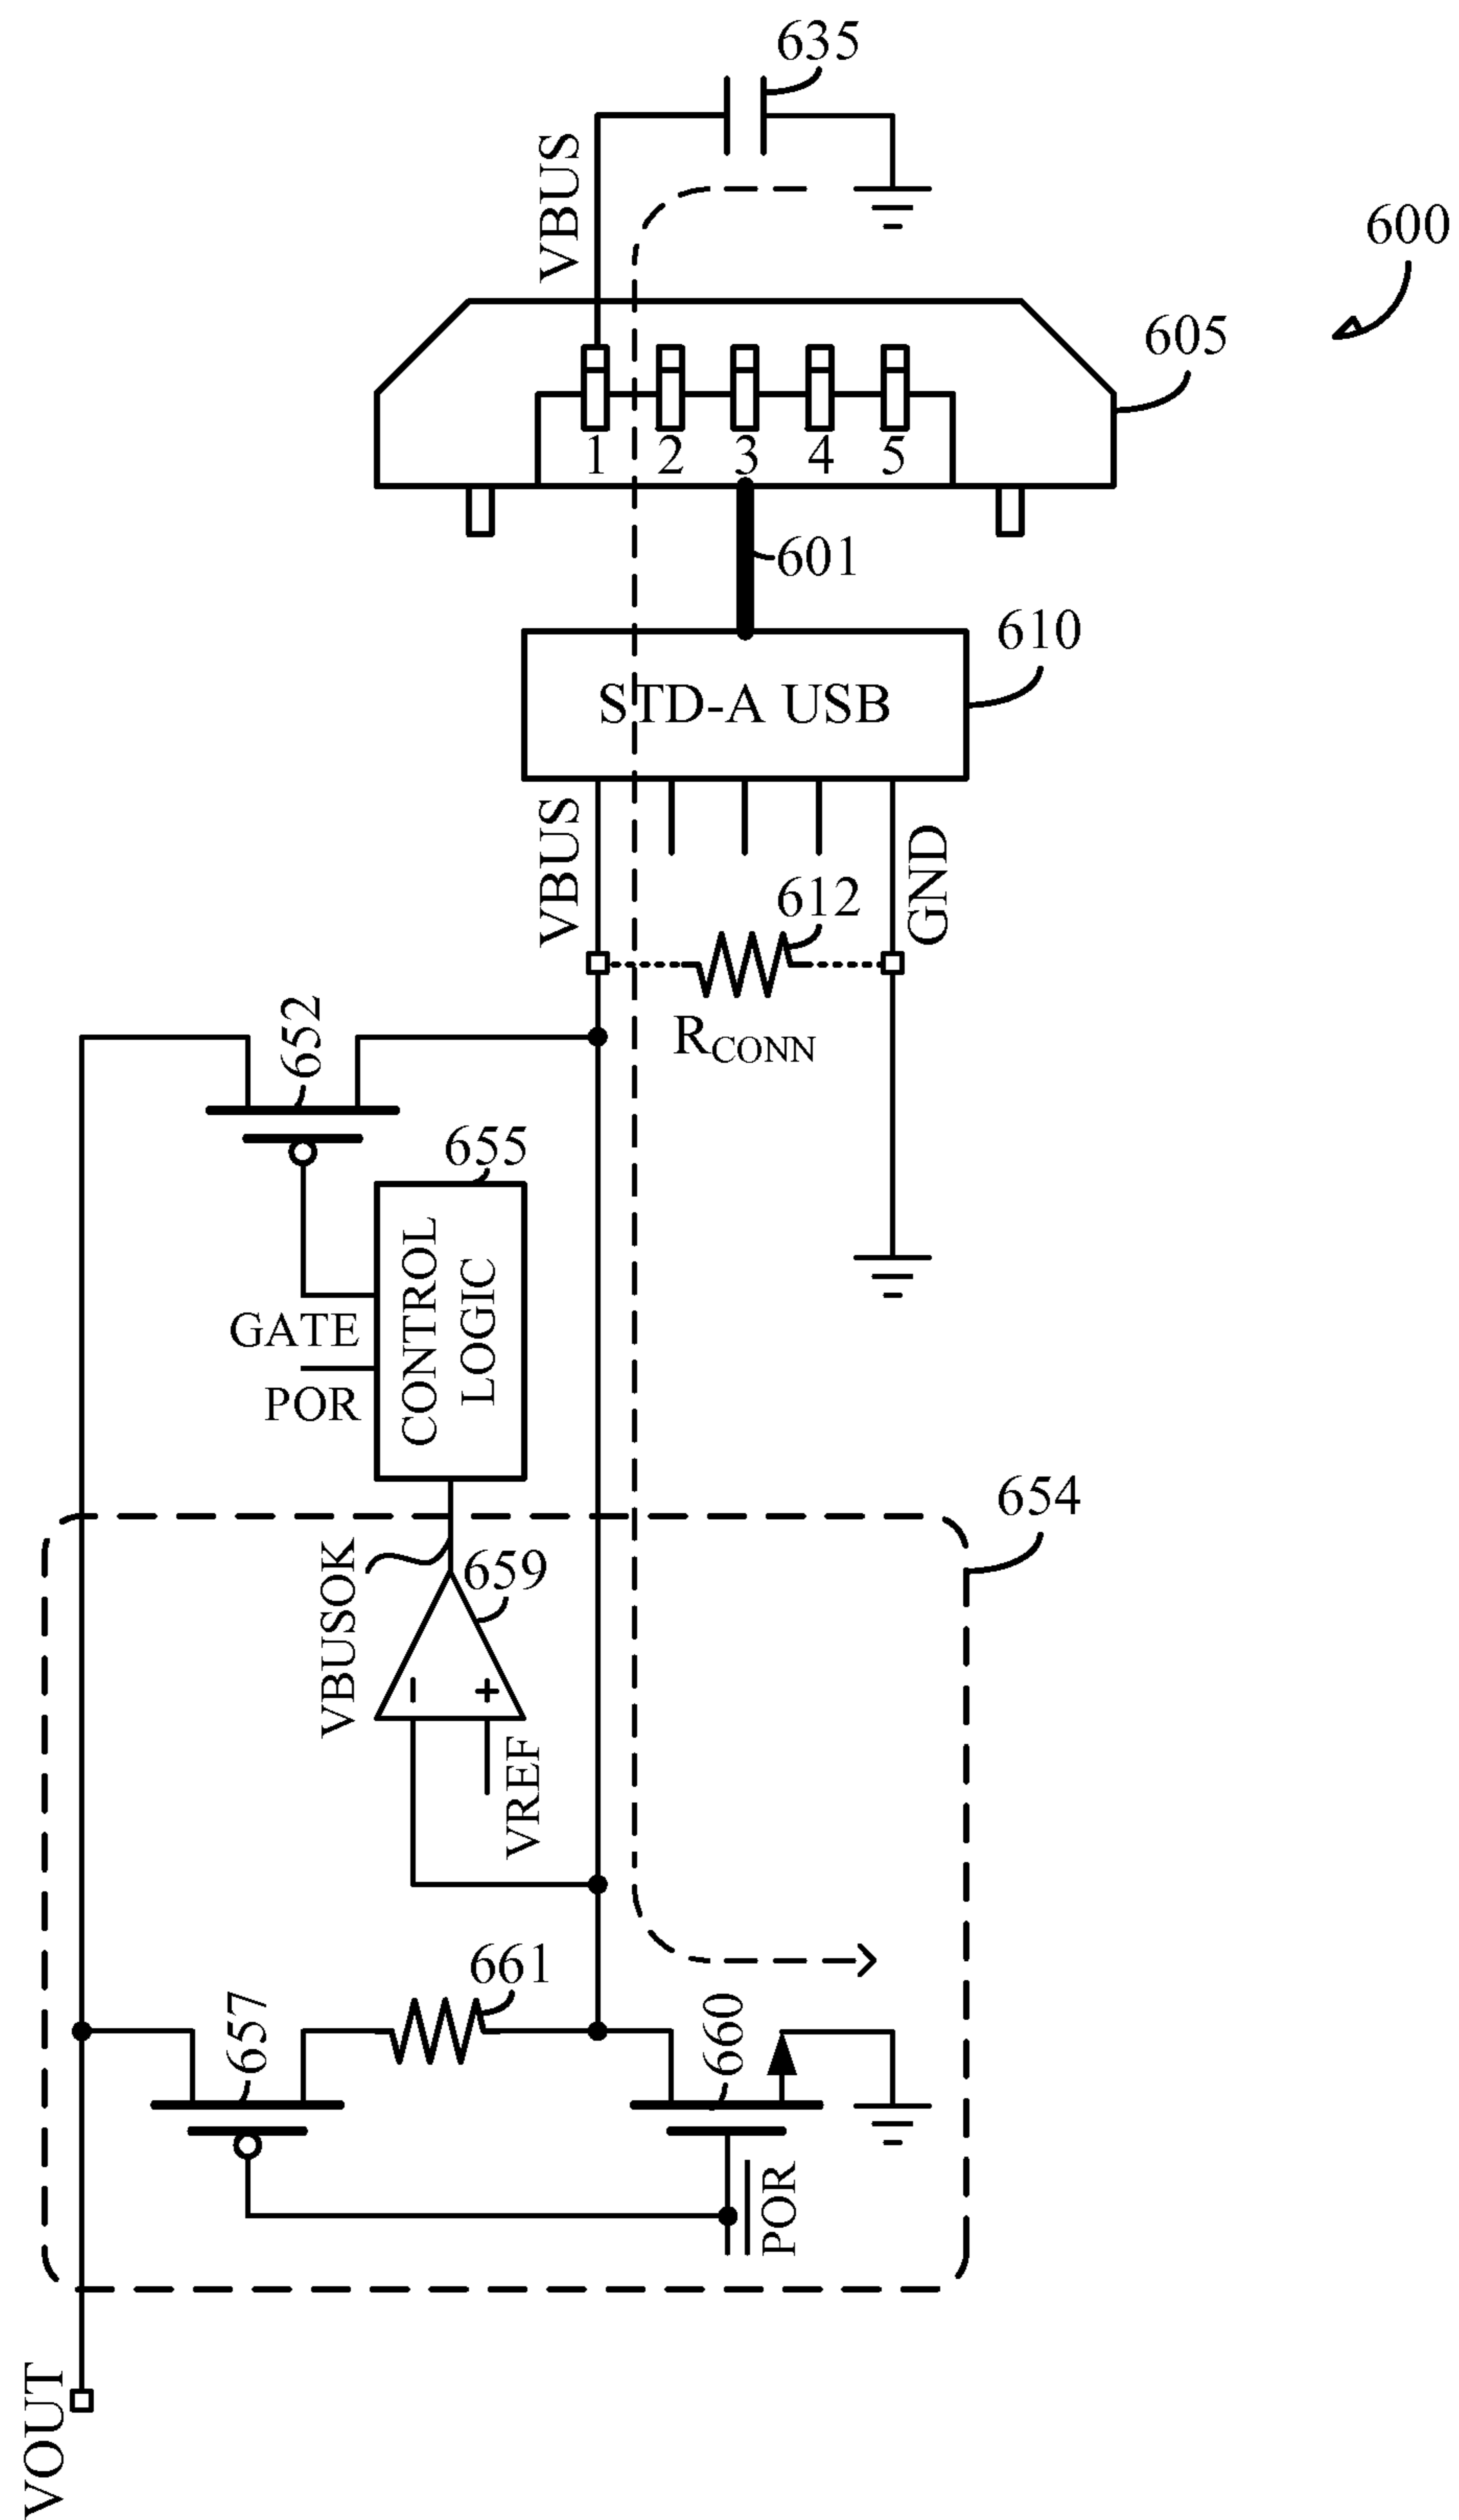 635
VBUS
600
605
1 2 3 4 5
601
610
STD-A USB
VBUS
GND
612
RCONN
652
655
CONTROL
LOGIC
GATE
POR
654
VBUSOK
659
- +
VREF
661
657
660
POR
VOUT